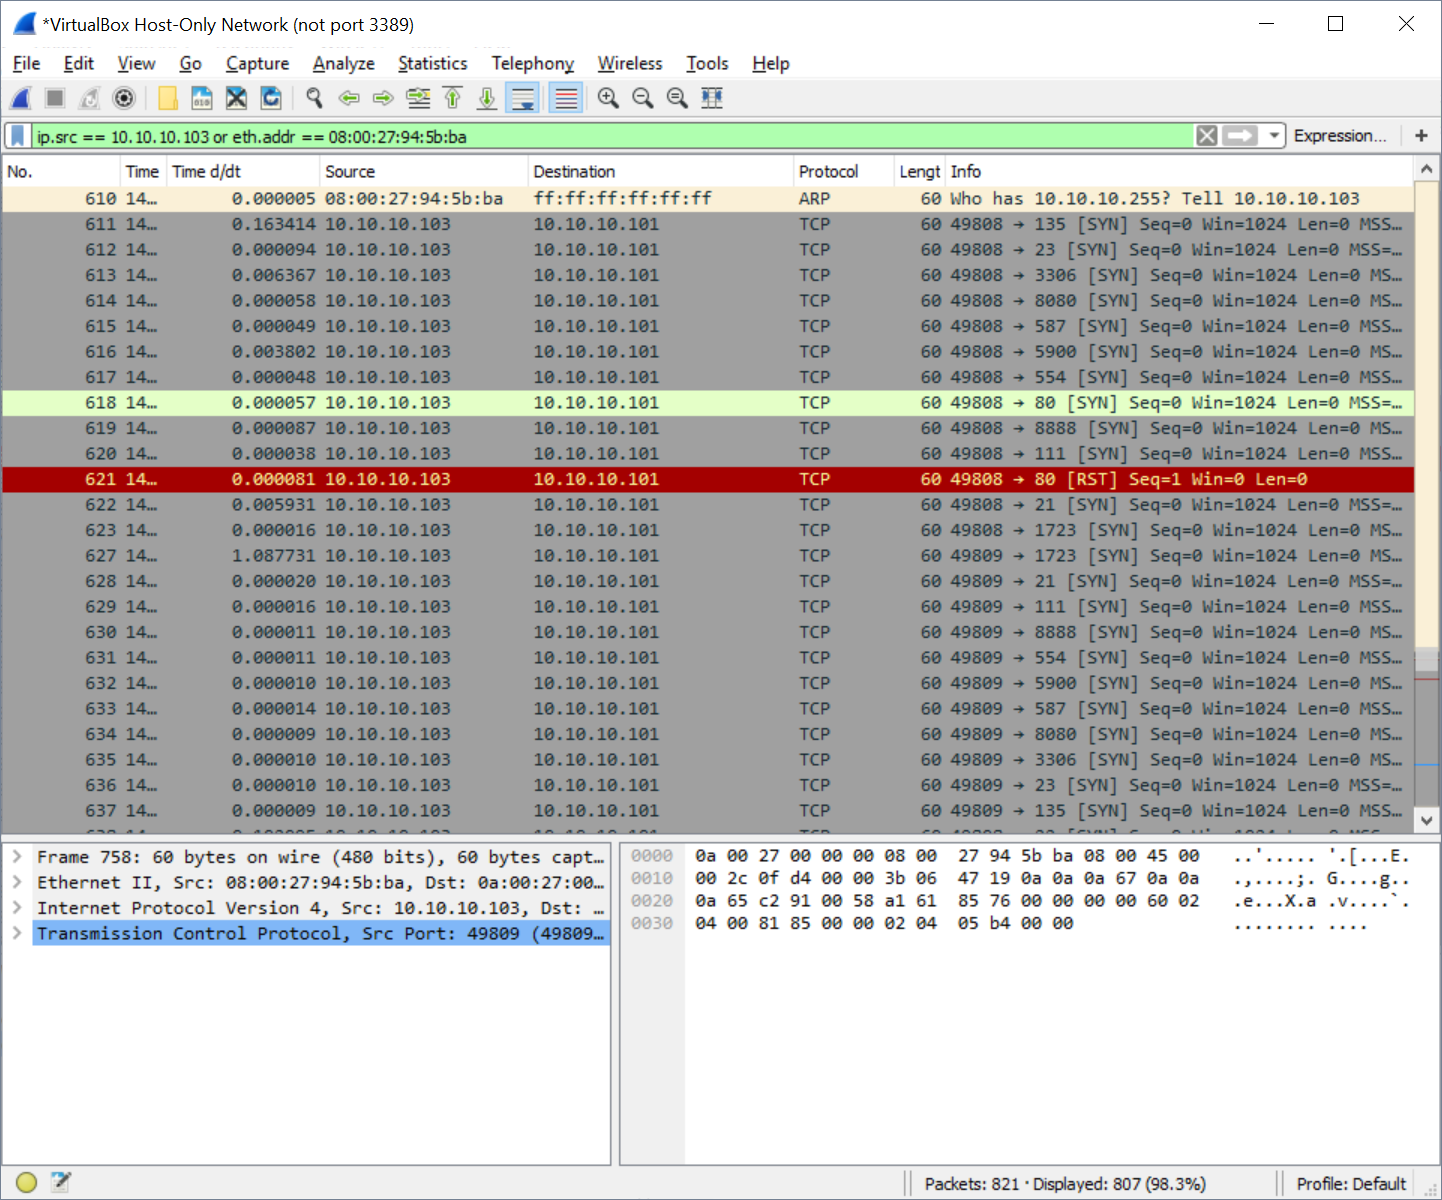 *VirtualBox Host-Only Network (not port 3389)
File Edit View Go Capture Analyze Statistics Telephony Wireless Tools Help
ip.src == 10.10.10.103 or eth.addr == 08:00:27:94:5b:ba Expression… +
No. Time Time d/dt Source Destination Protocol Lengt Info
610 14… 0.000005 08:00:27:94:5b:ba ff:ff:ff:ff:ff:ff ARP 60 Who has 10.10.10.255? Tell 10.10.10.103
611 14… 0.163414 10.10.10.103 10.10.10.101 TCP 60 49808 → 135 [SYN] Seq=0 Win=1024 Len=0 MSS…
612 14… 0.000094 10.10.10.103 10.10.10.101 TCP 60 49808 → 23 [SYN] Seq=0 Win=1024 Len=0 MSS=…
613 14… 0.006367 10.10.10.103 10.10.10.101 TCP 60 49808 → 3306 [SYN] Seq=0 Win=1024 Len=0 MS…
614 14… 0.000058 10.10.10.103 10.10.10.101 TCP 60 49808 → 8080 [SYN] Seq=0 Win=1024 Len=0 MS…
615 14… 0.000049 10.10.10.103 10.10.10.101 TCP 60 49808 → 587 [SYN] Seq=0 Win=1024 Len=0 MSS…
616 14… 0.003802 10.10.10.103 10.10.10.101 TCP 60 49808 → 5900 [SYN] Seq=0 Win=1024 Len=0 MS…
617 14… 0.000048 10.10.10.103 10.10.10.101 TCP 60 49808 → 554 [SYN] Seq=0 Win=1024 Len=0 MSS…
618 14… 0.000057 10.10.10.103 10.10.10.101 TCP 60 49808 → 80 [SYN] Seq=0 Win=1024 Len=0 MSS=…
619 14… 0.000087 10.10.10.103 10.10.10.101 TCP 60 49808 → 8888 [SYN] Seq=0 Win=1024 Len=0 MS…
620 14… 0.000038 10.10.10.103 10.10.10.101 TCP 60 49808 → 111 [SYN] Seq=0 Win=1024 Len=0 MSS…
621 14… 0.000081 10.10.10.103 10.10.10.101 TCP 60 49808 → 80 [RST] Seq=1 Win=0 Len=0
622 14… 0.005931 10.10.10.103 10.10.10.101 TCP 60 49808 → 21 [SYN] Seq=0 Win=1024 Len=0 MSS=…
623 14… 0.000016 10.10.10.103 10.10.10.101 TCP 60 49808 → 1723 [SYN] Seq=0 Win=1024 Len=0 MS…
627 14… 1.087731 10.10.10.103 10.10.10.101 TCP 60 49809 → 1723 [SYN] Seq=0 Win=1024 Len=0 MS…
628 14… 0.000020 10.10.10.103 10.10.10.101 TCP 60 49809 → 21 [SYN] Seq=0 Win=1024 Len=0 MSS=…
629 14… 0.000016 10.10.10.103 10.10.10.101 TCP 60 49809 → 111 [SYN] Seq=0 Win=1024 Len=0 MSS…
630 14… 0.000011 10.10.10.103 10.10.10.101 TCP 60 49809 → 8888 [SYN] Seq=0 Win=1024 Len=0 MS…
631 14… 0.000011 10.10.10.103 10.10.10.101 TCP 60 49809 → 554 [SYN] Seq=0 Win=1024 Len=0 MSS…
632 14… 0.000010 10.10.10.103 10.10.10.101 TCP 60 49809 → 5900 [SYN] Seq=0 Win=1024 Len=0 MS…
633 14… 0.000014 10.10.10.103 10.10.10.101 TCP 60 49809 → 587 [SYN] Seq=0 Win=1024 Len=0 MSS…
634 14… 0.000009 10.10.10.103 10.10.10.101 TCP 60 49809 → 8080 [SYN] Seq=0 Win=1024 Len=0 MS…
635 14… 0.000010 10.10.10.103 10.10.10.101 TCP 60 49809 → 3306 [SYN] Seq=0 Win=1024 Len=0 MS…
636 14… 0.000010 10.10.10.103 10.10.10.101 TCP 60 49809 → 23 [SYN] Seq=0 Win=1024 Len=0 MSS=…
637 14… 0.000009 10.10.10.103 10.10.10.101 TCP 60 49809 → 135 [SYN] Seq=0 Win=1024 Len=0 MSS…
Frame 758: 60 bytes on wire (480 bits), 60 bytes capt…
Ethernet II, Src: 08:00:27:94:5b:ba, Dst: 0a:00:27:00…
Internet Protocol Version 4, Src: 10.10.10.103, Dst: …
Transmission Control Protocol, Src Port: 49809 (49809…
0000 0a 00 27 00 00 00 08 00 27 94 5b ba 08 00 45 00 ..'..... '.[...E.
0010 00 2c 0f d4 00 00 3b 06 47 19 0a 0a 0a 67 0a 0a .,....;. G....g..
0020 0a 65 c2 91 00 58 a1 61 85 76 00 00 00 00 60 02 .e...X.a .v....`.
0030 04 00 81 85 00 00 02 04 05 b4 00 00 ........ ....
Packets: 821 · Displayed: 807 (98.3%) Profile: Default